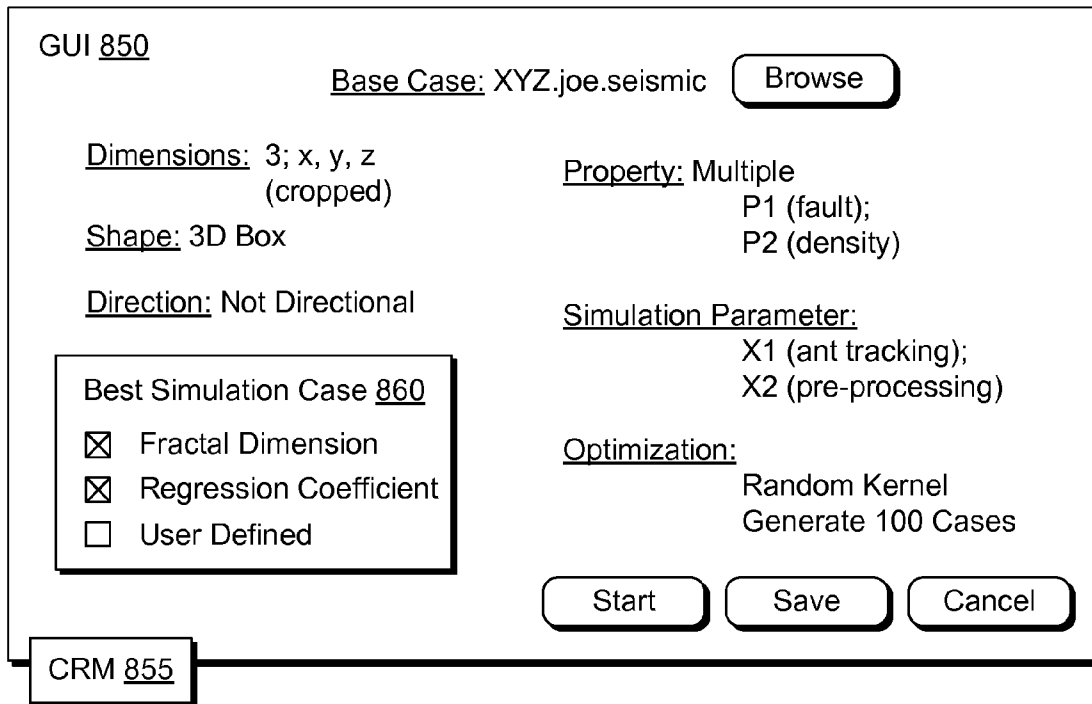 GUI 850
Base Case: XYZ.joe.seismic
Browse
Dimensions: 3; x, y, z
(cropped)
Shape: 3D Box
Direction: Not Directional
Property: Multiple
P1 (fault);
P2 (density)
Simulation Parameter:
X1 (ant tracking);
X2 (pre-processing)
Optimization:
Random Kernel
Generate 100 Cases
Best Simulation Case 860
Fractal Dimension
Regression Coefficient
User Defined
Start
Save
Cancel
CRM 855